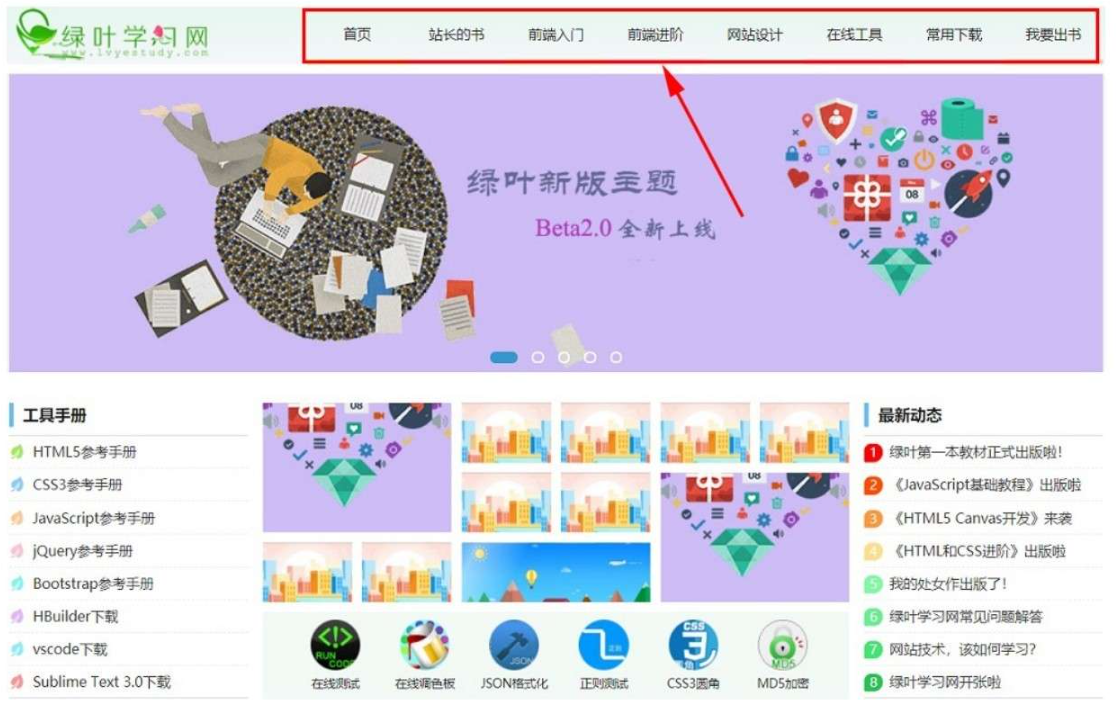 绿叶学习网
www.lvyestudy.com
首页 站长的书 前端入门 前端进阶 网站设计 在线工具 常用下载 我要出书
绿叶新版主题
Beta2.0 全新上线
08
工具手册
HTML5参考手册
CSS3参考手册
JavaScript参考手册
jQuery参考手册
Bootstrap参考手册
HBuilder下载
vscode下载
Sublime Text 3.0下载
08
08
RUN CODE
JSON
正则
CSS
3
圆角
MD5
在线测试 在线调色板 JSON格式化 正则测试 CSS3圆角 MD5加密
最新动态
1 绿叶第一本教材正式出版啦！
2 《JavaScript基础教程》出版啦
3 《HTML5 Canvas开发》来袭
4 《HTML和CSS进阶》出版啦
5 我的处女作出版了！
6 绿叶学习网常见问题解答
7 网站技术，该如何学习？
8 绿叶学习网开张啦